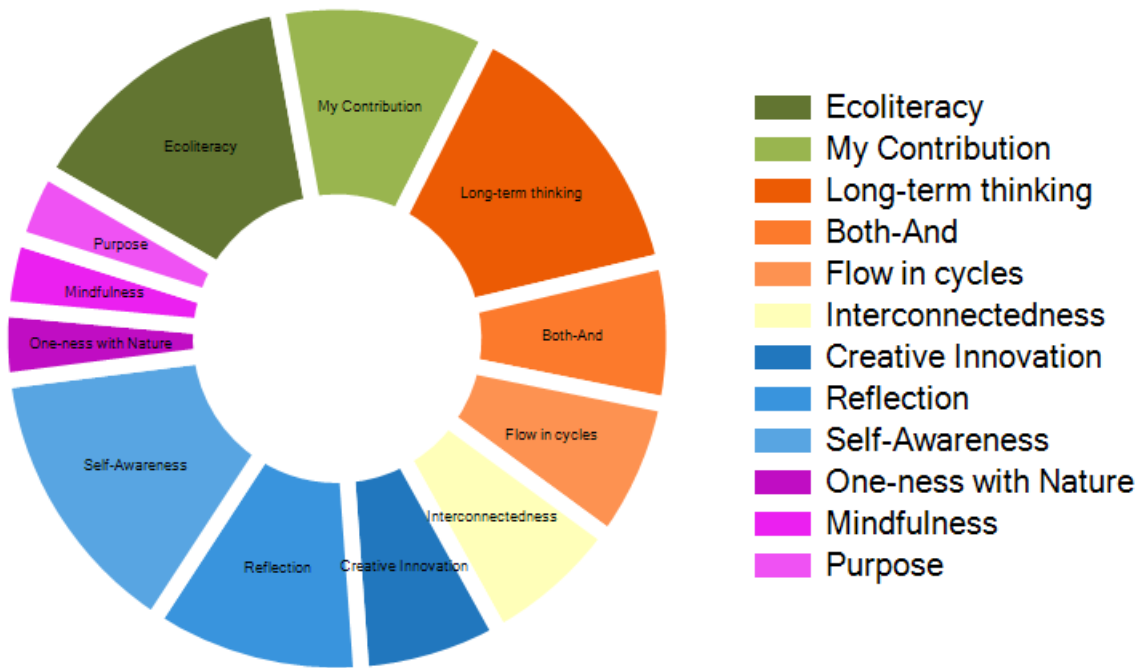 My Contribution
Ecoliteracy
Long-term thinking
Purpose
Mindfulness
One-ness with Nature
Both-And
Flow in cycles
Self-Awareness
Interconnectedness
Reflection
Creative Innovation
Ecoliteracy
My Contribution
Long-term thinking
Both-And
Flow in cycles
Interconnectedness
Creative Innovation
Reflection
Self-Awareness
One-ness with Nature
Mindfulness
Purpose